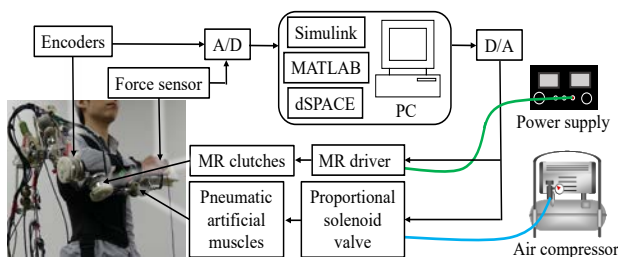 Encoders
A/D
Simulink
MATLAB
dSPACE
PC
D/A
Force sensor
Power supply
MR clutches
MR driver
Pneumatic
artificial
muscles
Proportional
solenoid
valve
Air compressor